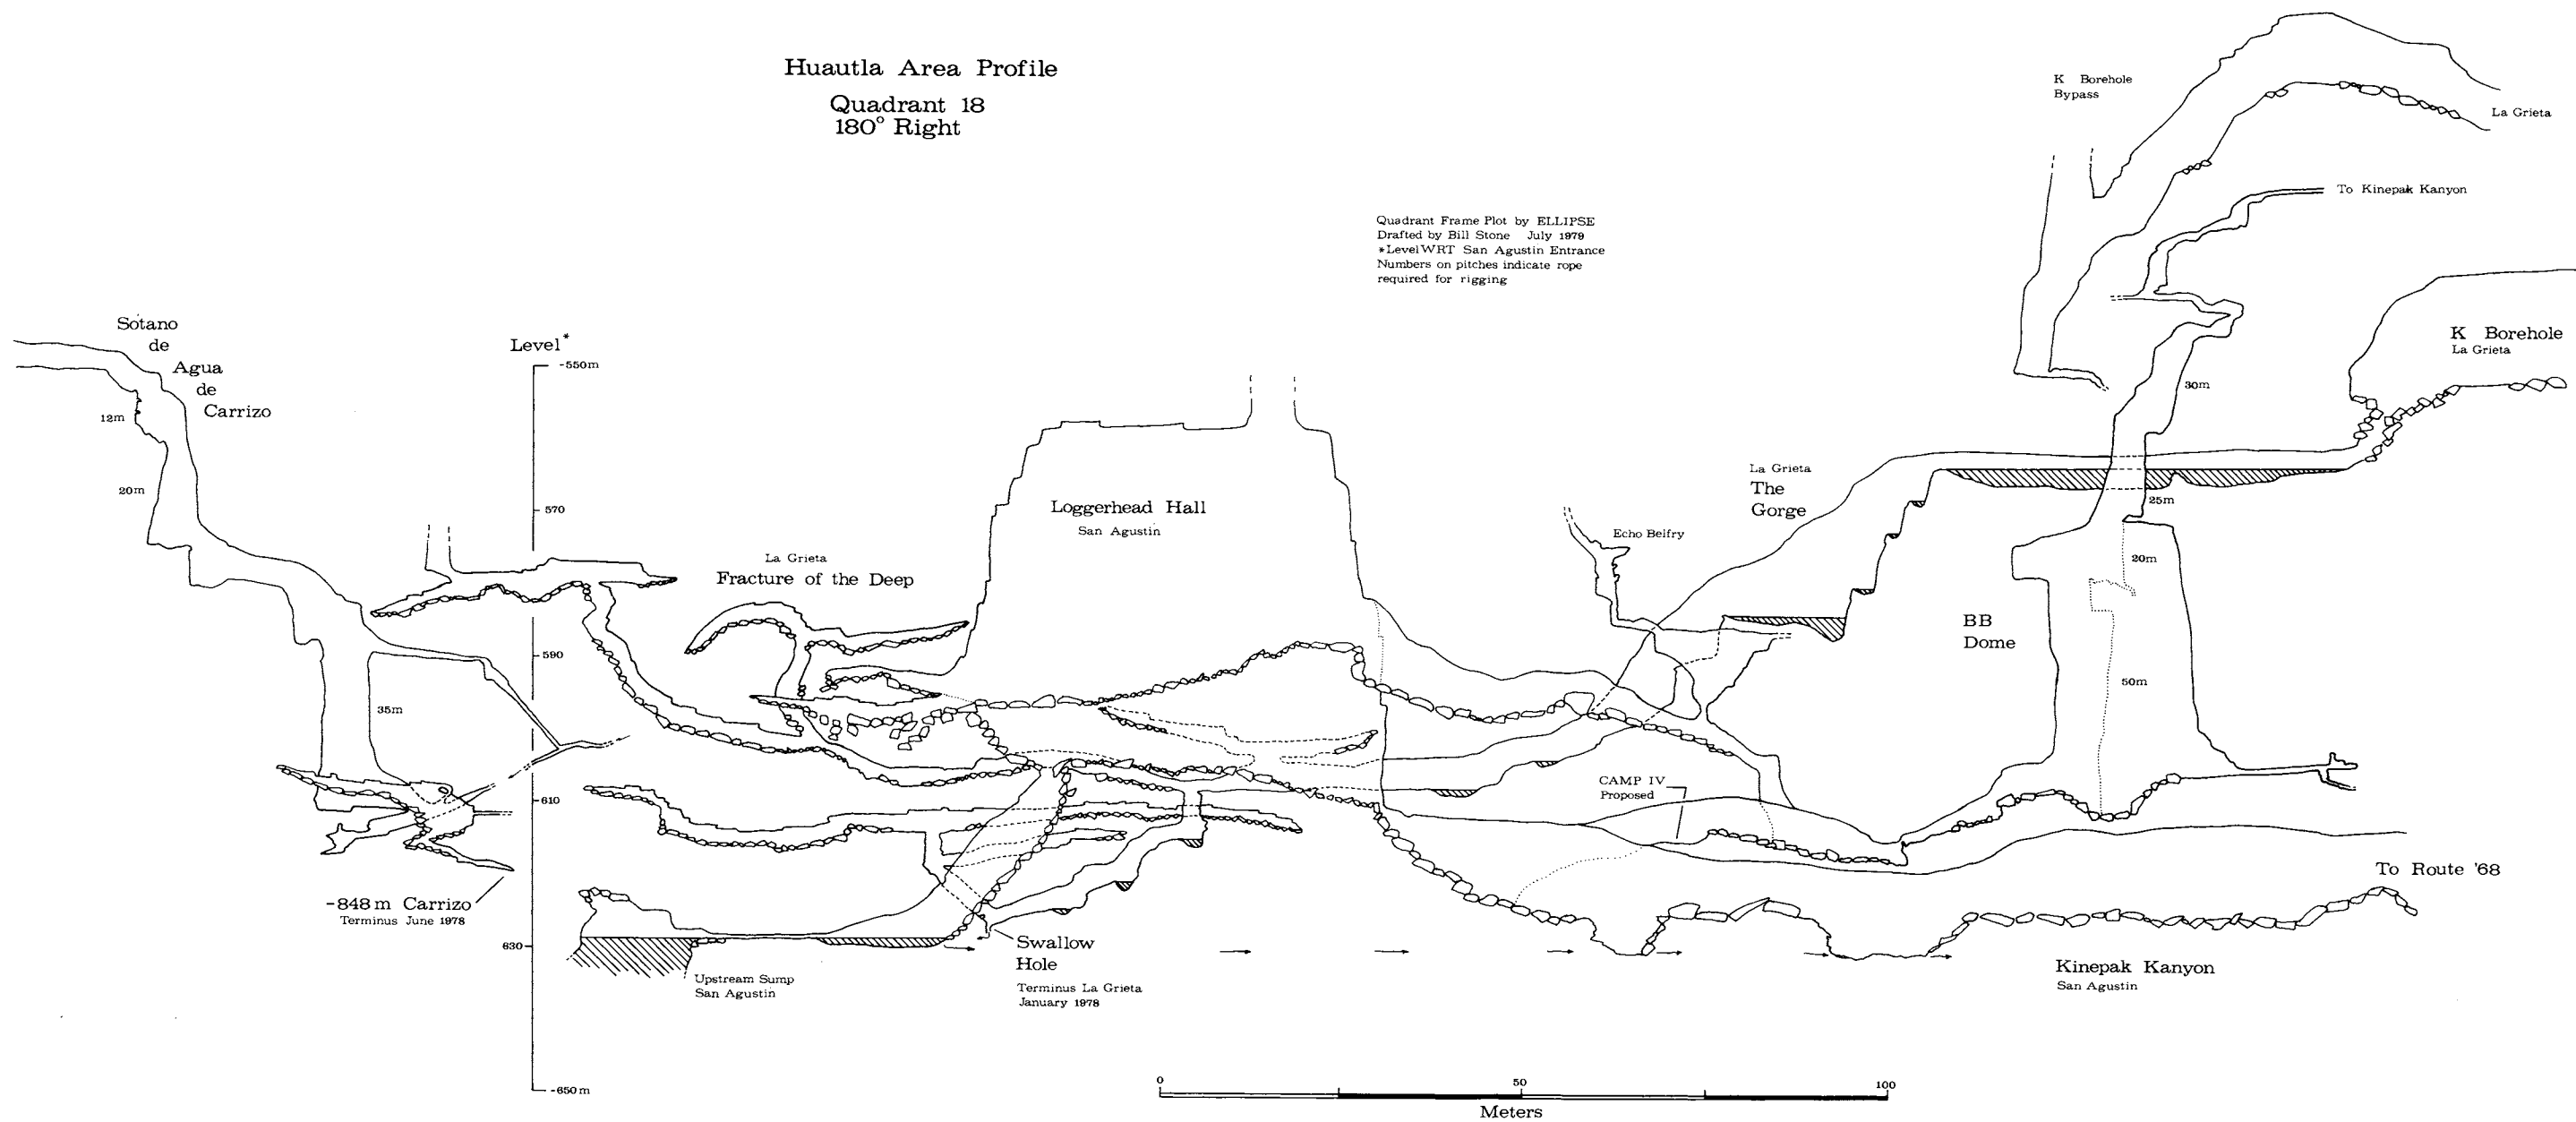 Huautla Area Profile
Quadrant 18
180° Right
K Borehole
Bypass
La Grieta
To Kinepak Kanyon
Quadrant Frame Plot by ELLIPSE
Drafted by Bill Stone July 1979
*Level WRT San Agustin Entrance
Numbers on pitches indicate rope
required for rigging
Sótano
de
Agua
de
Carrizo
12m
20m
35m
Level*
-550m
570
590
610
630
-650m
La Grieta
Fracture of the Deep
Loggerhead Hall
San Agustin
La Grieta
The
Gorge
Echo Belfry
K Borehole
La Grieta
30m
25m
20m
50m
BB
Dome
CAMP IV
Proposed
To Route '68
-848m Carrizo
Terminus June 1978
Upstream Sump
San Agustin
Swallow
Hole
Terminus La Grieta
January 1978
Kinepak Kanyon
San Agustin
0
50
100
Meters